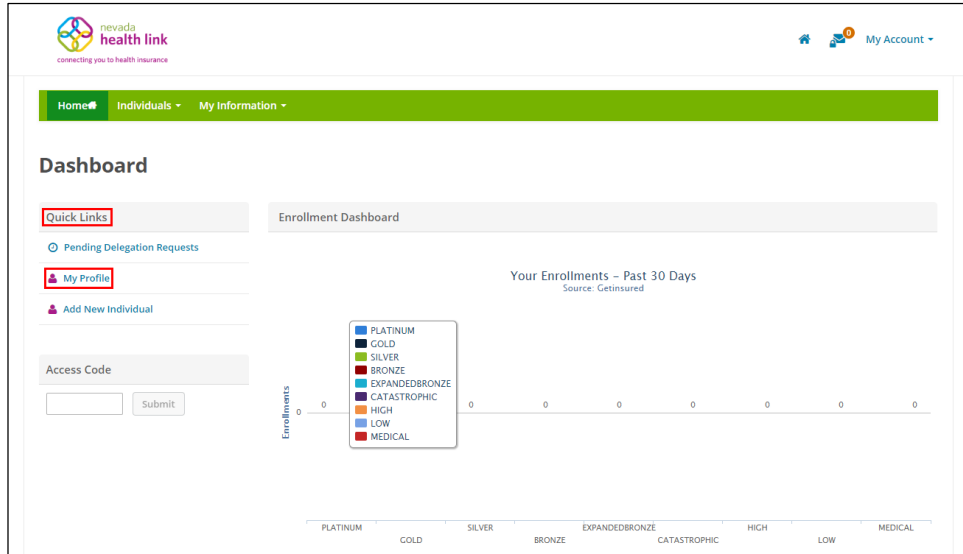 nevada
health link
connecting you to health insurance
0
My Account
Home
Individuals
My Information
Dashboard
Quick Links
Pending Delegation Requests
My Profile
Add New Individual
Access Code
Submit
Enrollment Dashboard
Your Enrollments – Past 30 Days
Source: Getinsured
PLATINUM
GOLD
SILVER
BRONZE
EXPANDEDBRONZE
CATASTROPHIC
HIGH
LOW
MEDICAL
Enrollments
0
0 0 0 0 0 0 0 0
PLATINUM SILVER EXPANDEDBRONZE HIGH MEDICAL
GOLD BRONZE CATASTROPHIC LOW